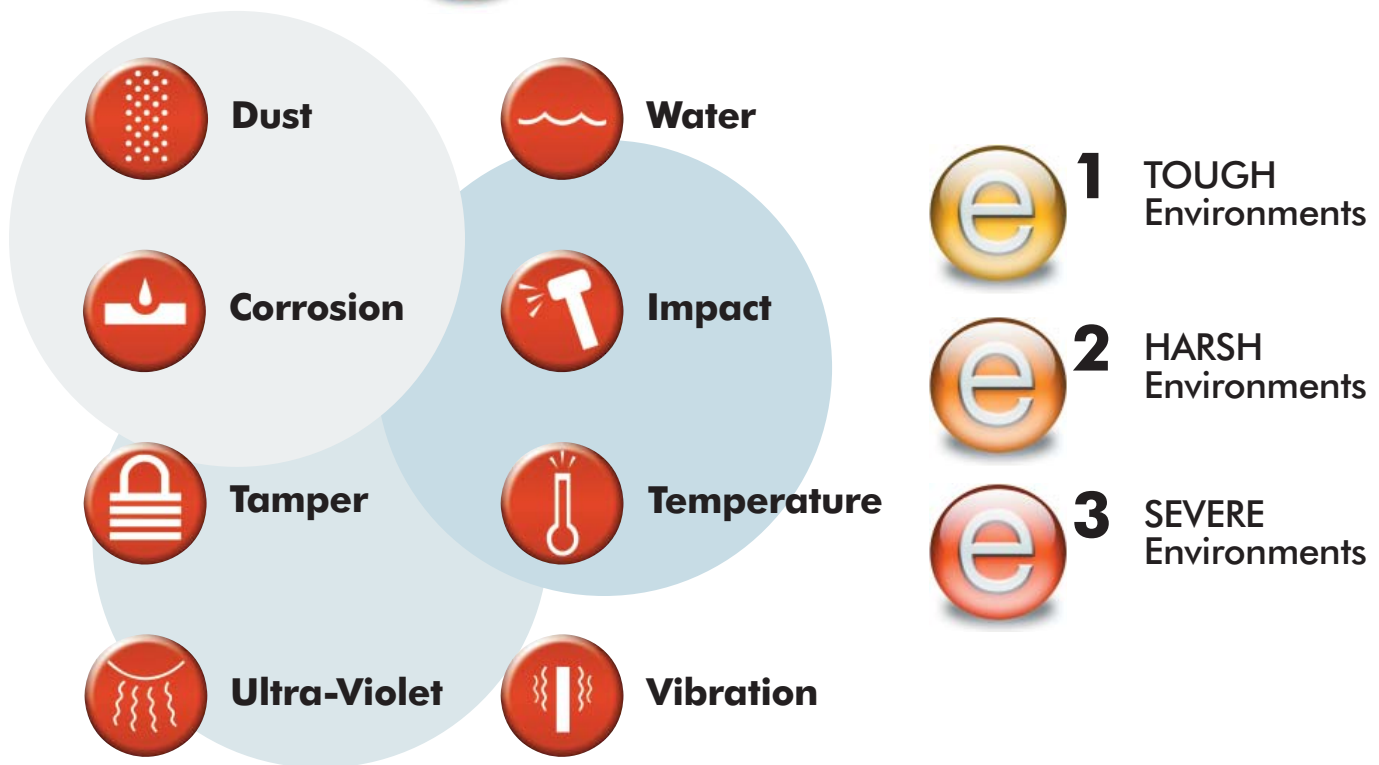 Dust
Water
Corrosion
Impact
Tamper
Temperature
Ultra-Violet
Vibration
e 1 TOUGH
Environments
e 2 HARSH
Environments
e 3 SEVERE
Environments